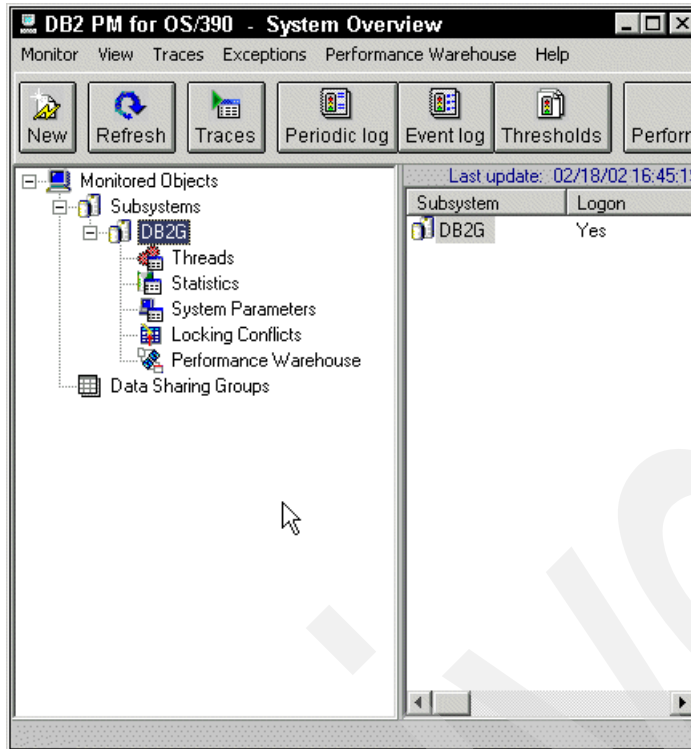 DB2 PM for OS/390 - System Overview
Monitor View Traces Exceptions Performance Warehouse Help
New Refresh Traces Periodic log Event log Thresholds
Last update: 02/18/02 16:45:1
Monitored Objects
Subsystems
DB2G
Threads
Statistics
System Parameters
Locking Conflicts
Performance Warehouse
Data Sharing Groups
Subsystem Logon
DB2G Yes